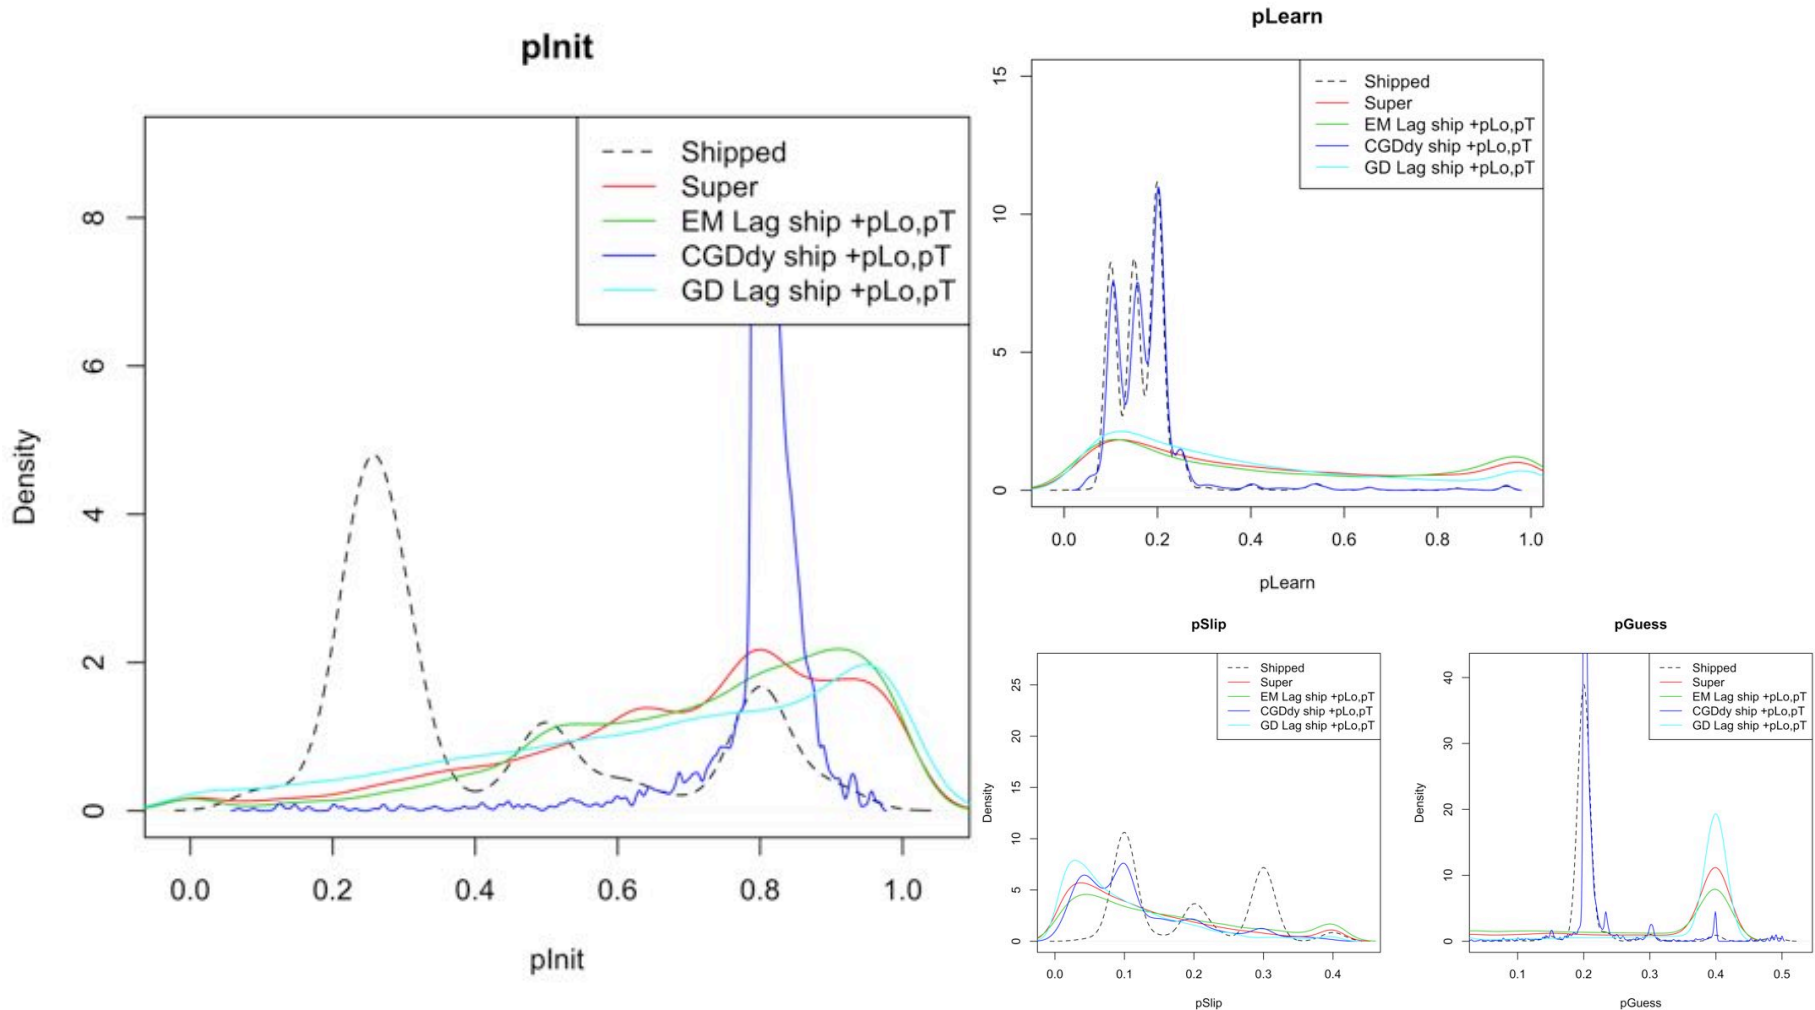 pInit
Shipped
Super
EM Lag ship +pLo,pT
CGDdy ship +pLo,pT
GD Lag ship +pLo,pT
8
6
4
2
0
Density
0.0 0.2 0.4 0.6 0.8 1.0
pInit
pLearn
Shipped
Super
EM Lag ship +pLo,pT
CGDdy ship +pLo,pT
GD Lag ship +pLo,pT
15
10
5
0
0.0 0.2 0.4 0.6 0.8 1.0
pLearn
pSlip
Shipped
Super
EM Lag ship +pLo,pT
CGDdy ship +pLo,pT
GD Lag ship +pLo,pT
25
20
15
10
5
0
Density
0.0 0.1 0.2 0.3 0.4
pSlip
pGuess
Shipped
Super
EM Lag ship +pLo,pT
CGDdy ship +pLo,pT
GD Lag ship +pLo,pT
40
30
20
10
0
Density
0.1 0.2 0.3 0.4 0.5
pGuess